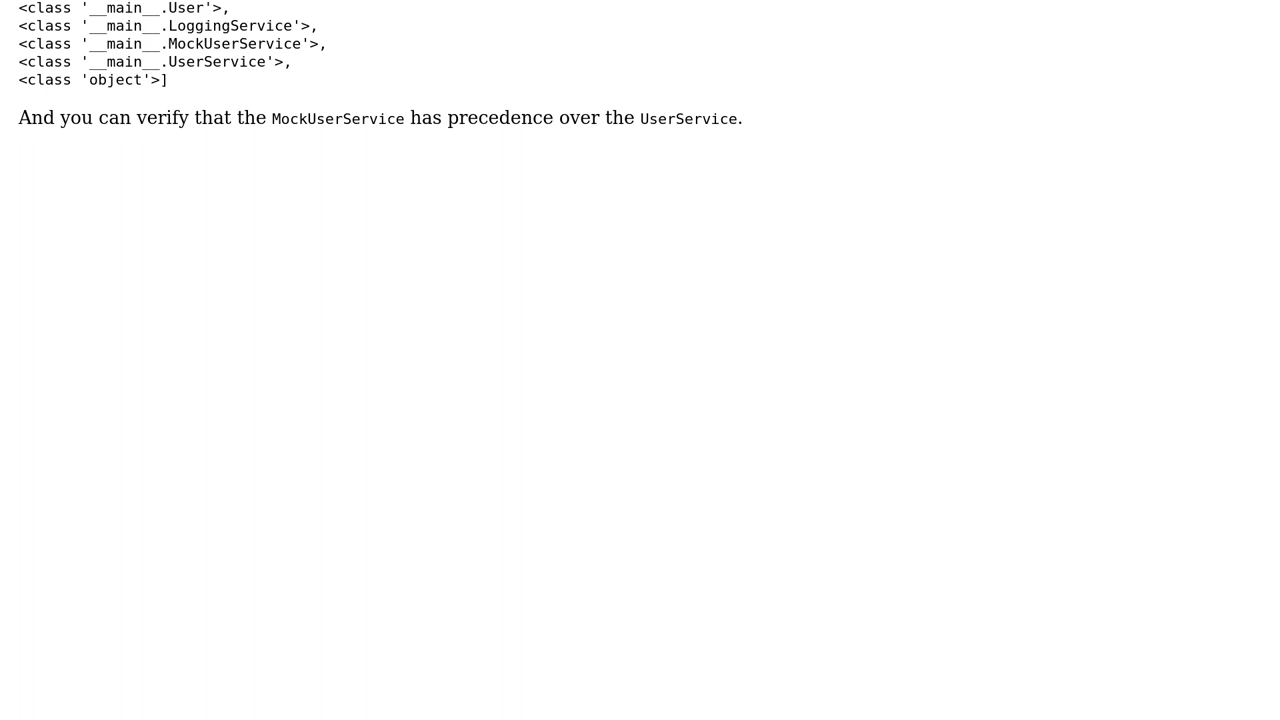 <class '__main__.User'>,
<class '__main__.LoggingService'>,
<class '__main__.MockUserService'>,
<class '__main__.UserService'>,
<class 'object'>]
And you can verify that the MockUserService has precedence over the UserService.